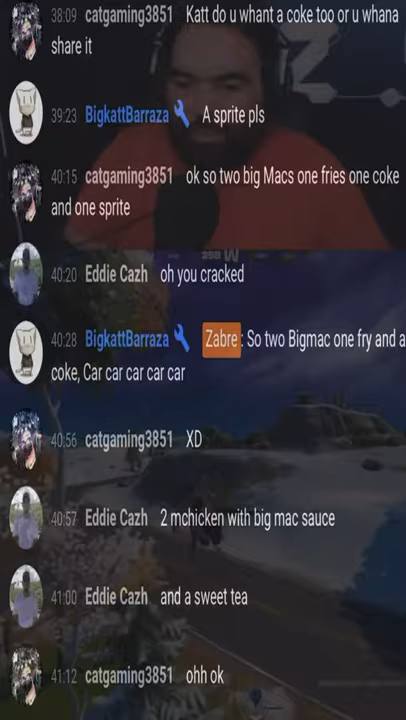 38:09 catgaming3851 Katt do u whant a coke too or u whana
share it
39:23 BigkattBarraza A sprite pls
40:15 catgaming3851 ok so two big Macs one fries one coke
and one sprite
40:20 Eddie Cazh oh you cracked
40:28 BigkattBarraza Zabre: So two Bigmac one fry and a
coke, Car car car car car
40:56 catgaming3851 XD
40:57 Eddie Cazh 2 mchicken with big mac sauce
41:00 Eddie Cazh and a sweet tea
41:12 catgaming3851 ohh ok